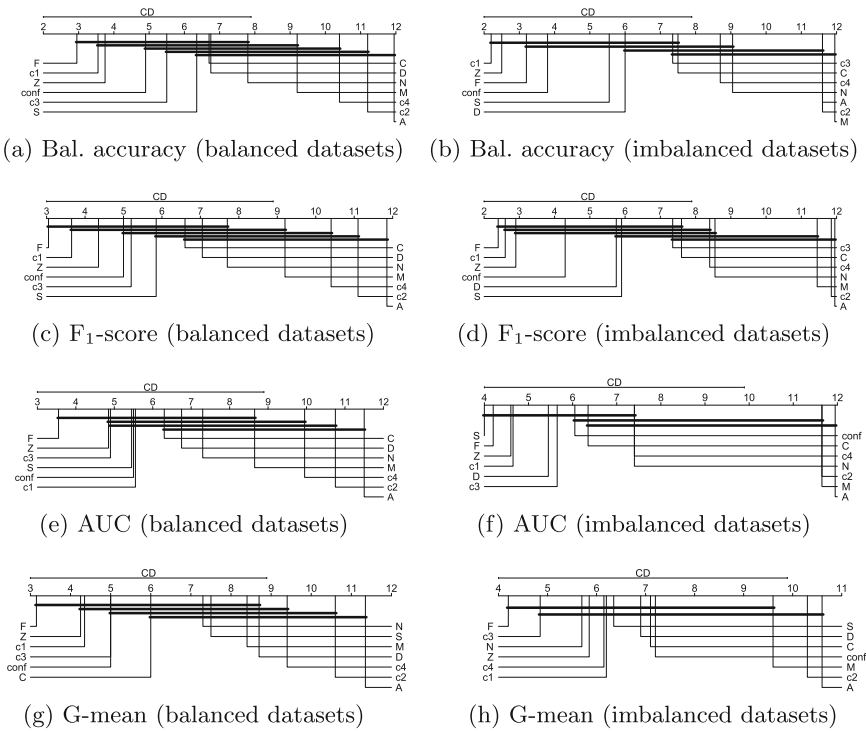 CD
2 3 4 5 6 7 8 9 10 11 12
F C
c1 D
Z N
conf M
c3 c4
S c2
A
(a) Bal. accuracy (balanced datasets)
CD
2 3 4 5 6 7 8 9 10 11 12
c1 c3
Z C
F c4
conf N
S A
D c2
M
(b) Bal. accuracy (imbalanced datasets)
CD
3 4 5 6 7 8 9 10 11 12
F C
c1 D
Z N
conf M
c3 c4
S c2
A
(c) F₁-score (balanced datasets)
CD
2 3 4 5 6 7 8 9 10 11 12
F c3
c1 C
Z c4
conf N
D M
S c2
A
(d) F₁-score (imbalanced datasets)
CD
3 4 5 6 7 8 9 10 11 12
F C
Z D
c3 N
S M
conf c4
c1 c2
A
(e) AUC (balanced datasets)
CD
4 5 6 7 8 9 10 11 12
S conf
F C
Z c4
c1 N
D c2
c3 M
A
(f) AUC (imbalanced datasets)
CD
3 4 5 6 7 8 9 10 11 12
F N
Z S
c1 M
c3 D
conf c4
C c2
A
(g) G-mean (balanced datasets)
CD
4 5 6 7 8 9 10 11
F S
c3 D
N C
Z conf
c4 M
c1 c2
A
(h) G-mean (imbalanced datasets)